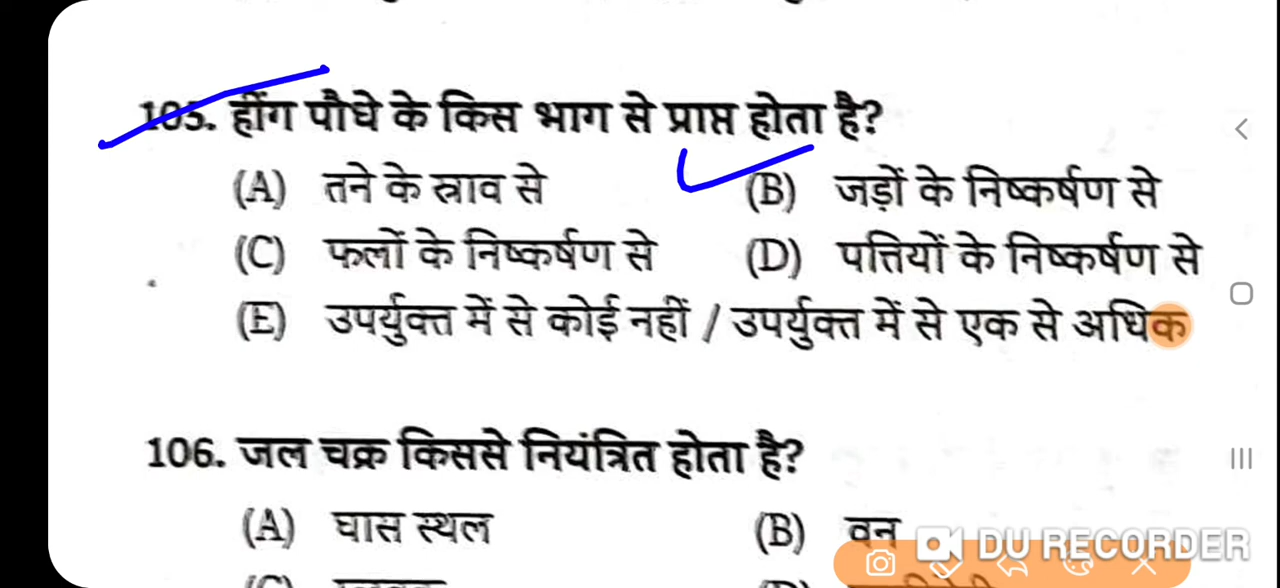 105. हींग पौधे के किस भाग से प्राप्त होता है?
(A) तने के स्राव से (B) जड़ों के निष्कर्षण से
(C) फलों के निष्कर्षण से (D) पत्तियों के निष्कर्षण से
(E) उपर्युक्त में से कोई नहीं / उपर्युक्त में से एक से अधिक
106. जल चक्र किससे नियंत्रित होता है?
(A) घास स्थल (B) वन
DU RECORDER
(C) (D)